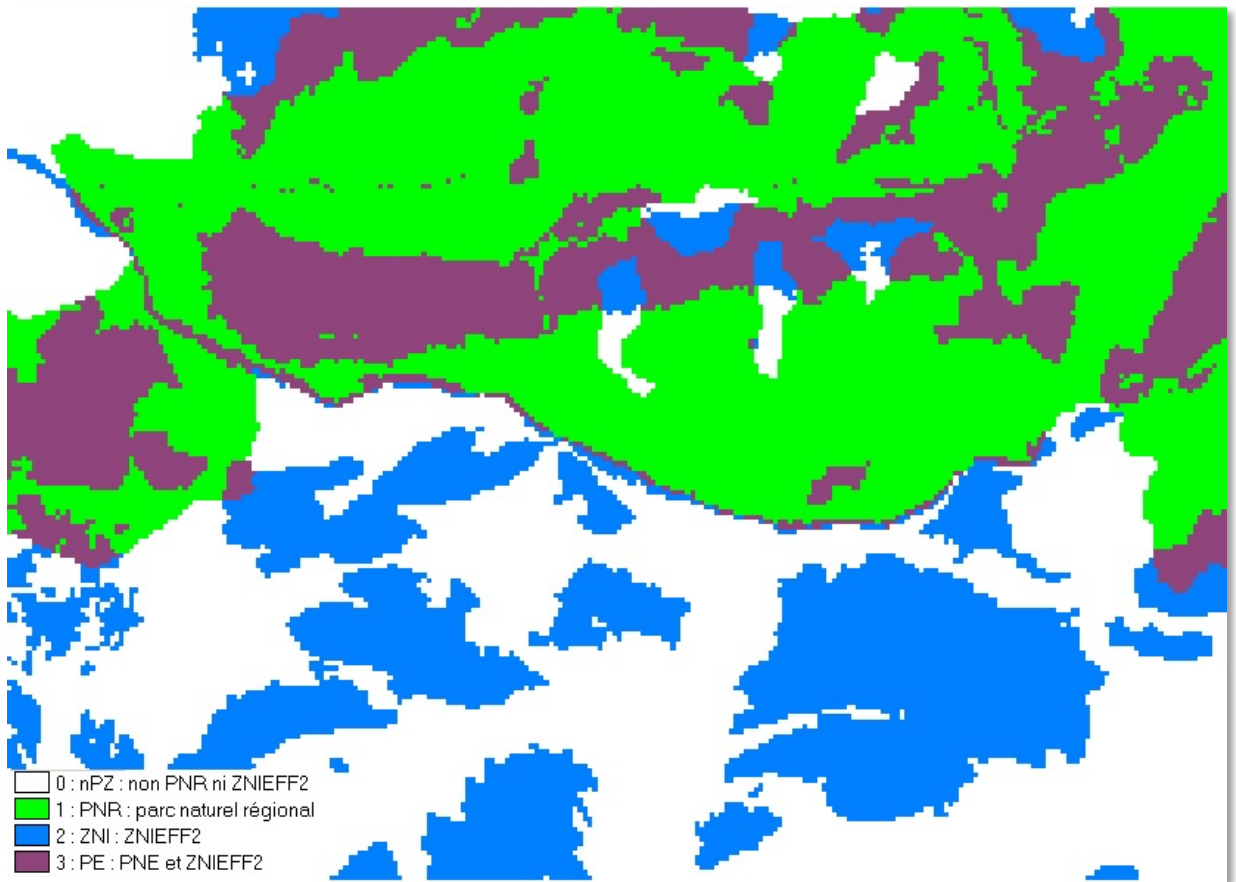 0 : nPZ : non PNR ni ZNIEFF2
1 : PNR : parc naturel régional
2 : ZNI : ZNIEFF2
3 : PE : PNE et ZNIEFF2